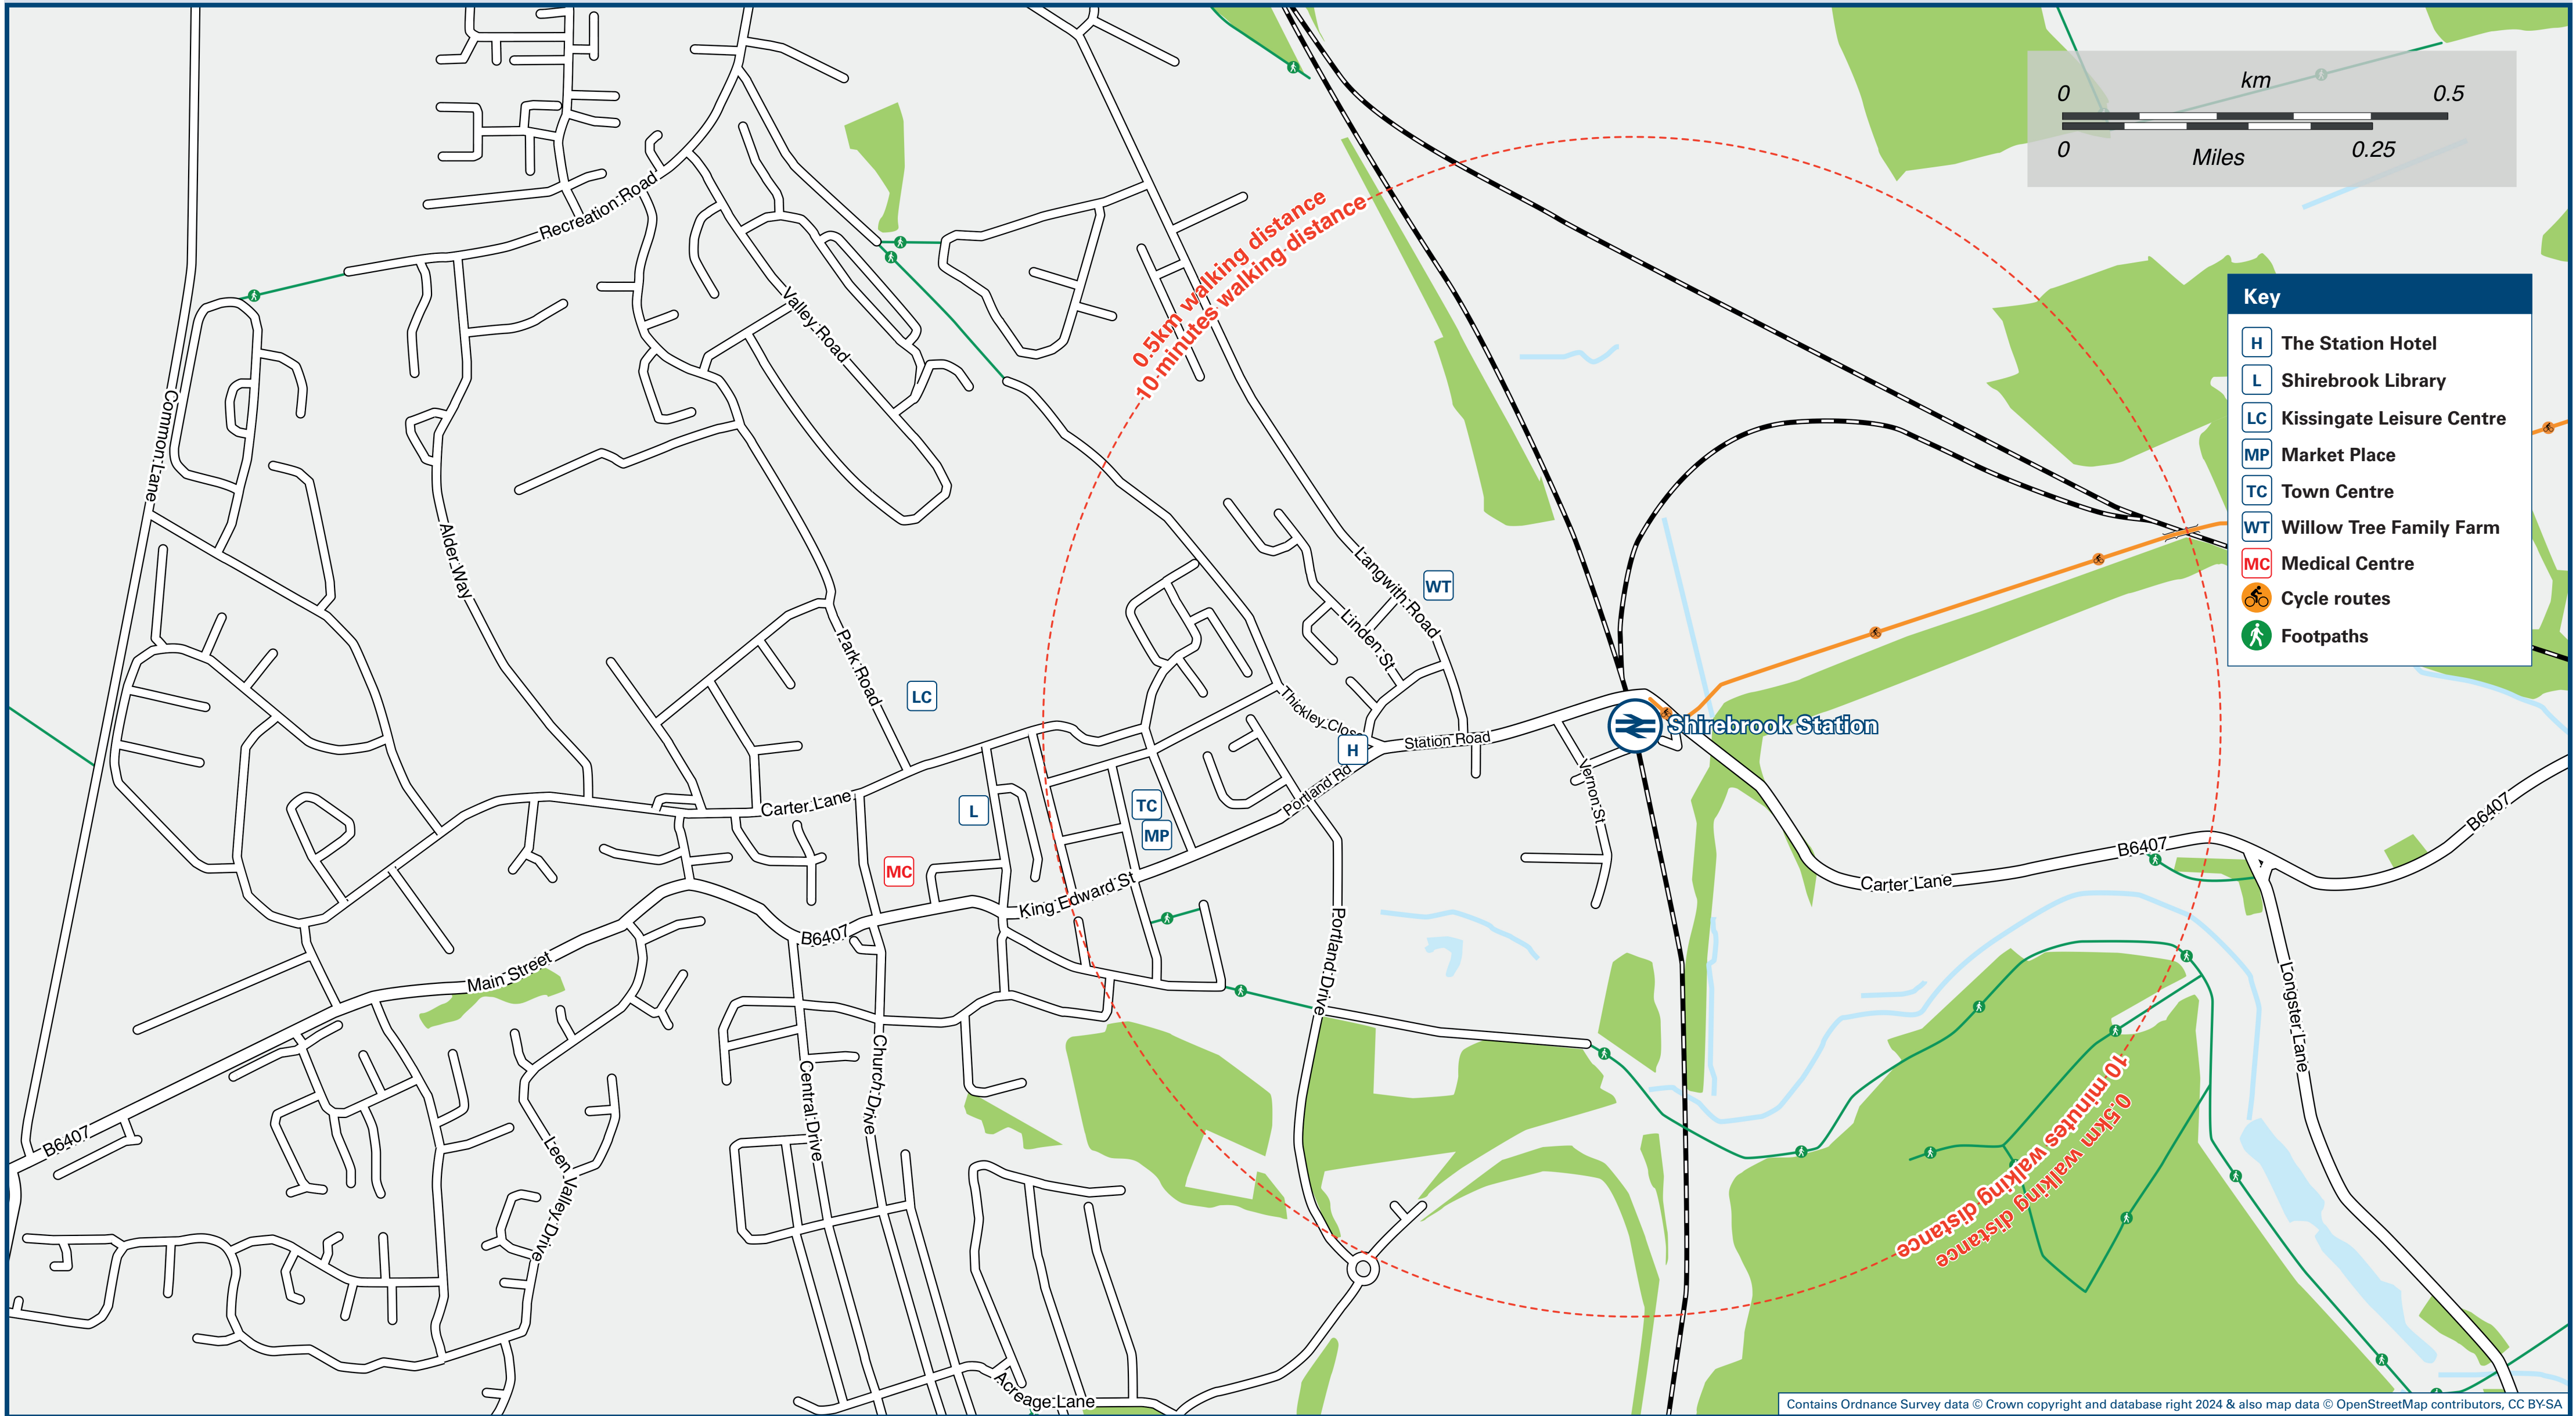 km
0 0.5
0 0.25
Miles
Recreation Road
0.5km walking distance
10 minutes walking distance
Key
H The Station Hotel
L Shirebrook Library
LC Kissingate Leisure Centre
MP Market Place
TC Town Centre
WT Willow Tree Family Farm
MC Medical Centre
Cycle routes
Footpaths
Valley Road
Common Lane
Alder Way
Langwith Road
WT
Linden St
Park Road
LC
Thickley Close
Shirebrook Station
Station Road
H
Vernon St
Portland Rd
Carter Lane
L
TC
MP
MC
King Edward St
B6407
B6407
B6407
Carter Lane
Portland Drive
Main Street
Longster Lane
Central Drive
Church Drive
10 minutes walking distance
0.5km walking distance
B6407
Leen Valley Drive
Acreage Lane
Contains Ordnance Survey data © Crown copyright and database right 2024 & also map data © OpenStreetMap contributors, CC BY-SA